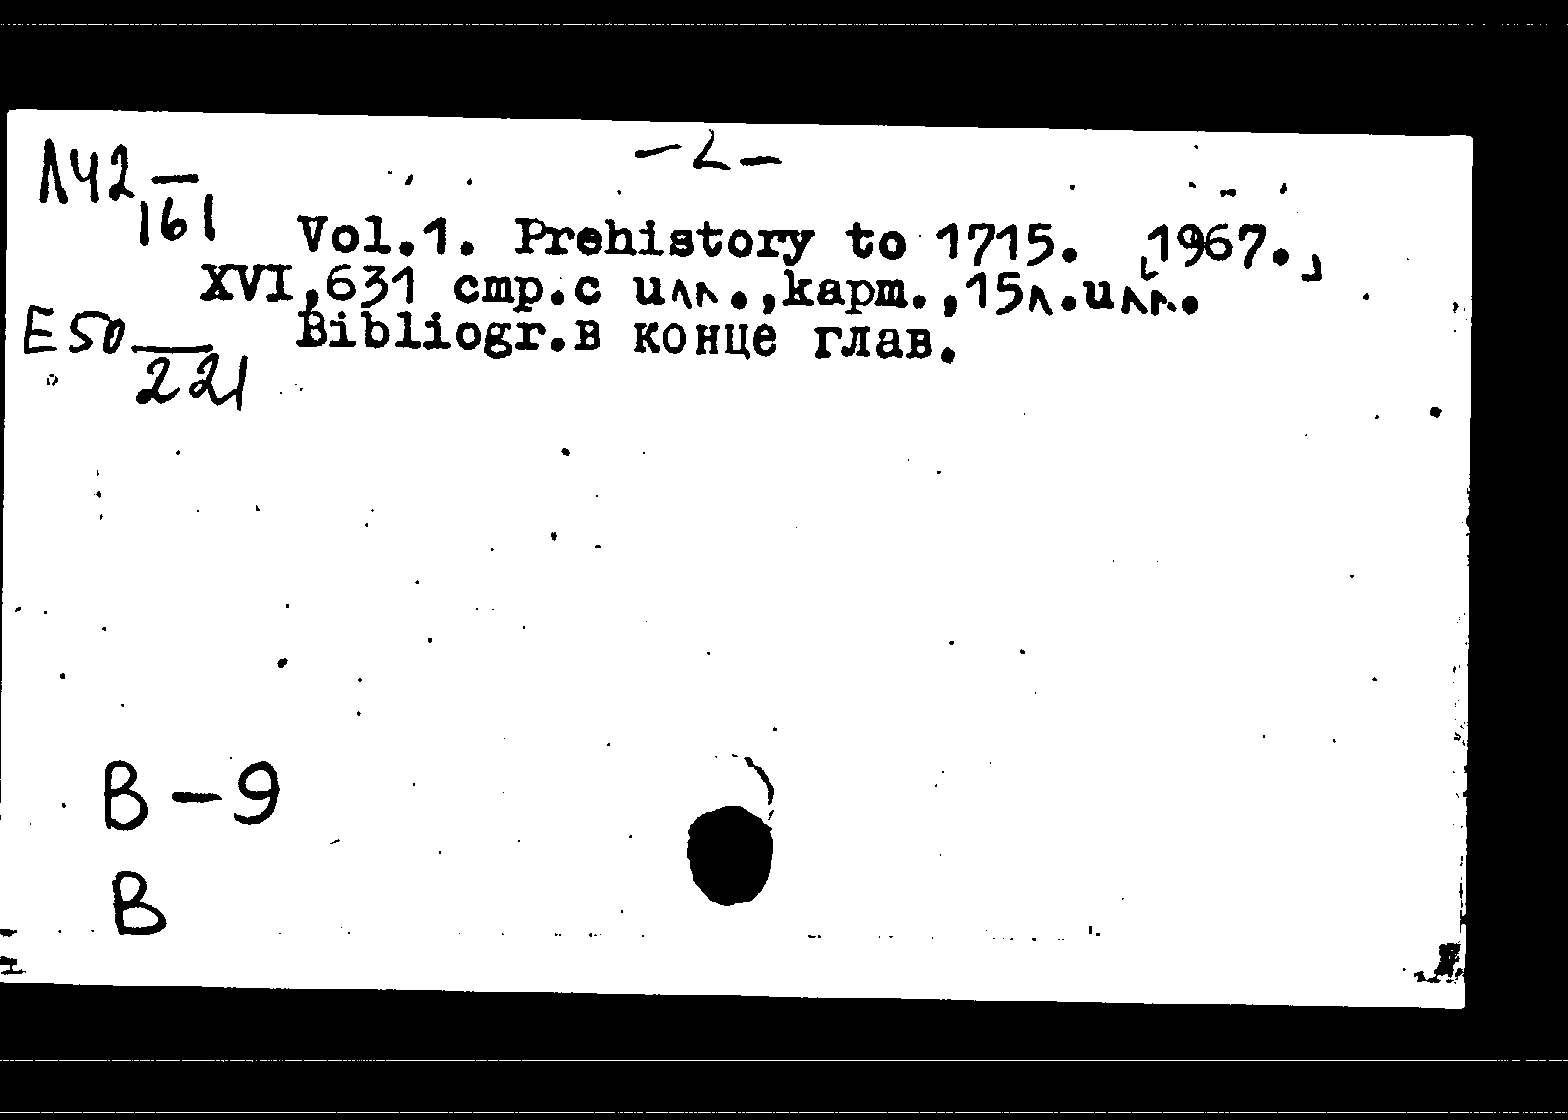 -2-
Л42
161
Vol.1. Prehistory to 1715. [1967.]
XVI,631 стр.с илл.,карт.,15л.илл.
E50
221
Bibliogr.в конце глав.
В-9
В